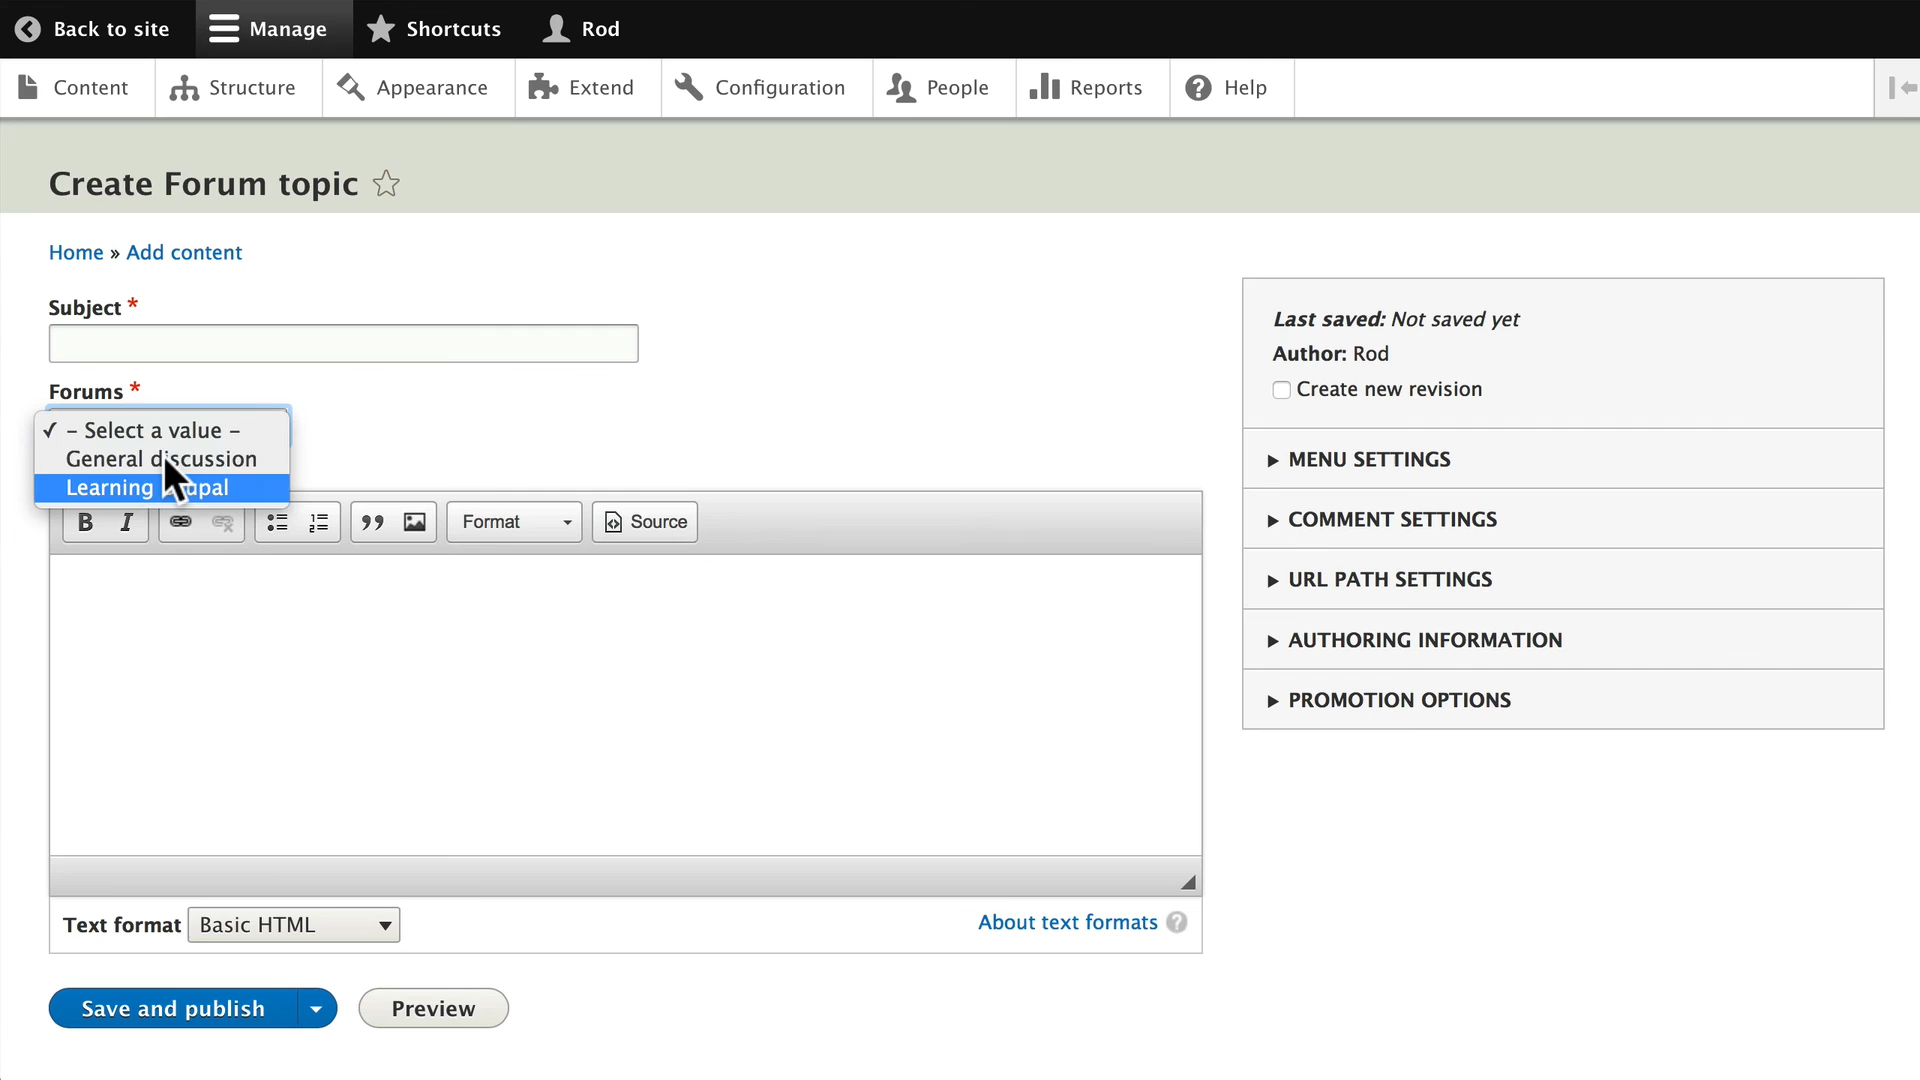 Back to site Manage Shortcuts Rod
Content Structure Appearance Extend Configuration People Reports Help
Create Forum topic
Home » Add content
Subject *
Forums *
✓ – Select a value –
General discussion
Learning
B I Format Source
Text format Basic HTML
About text formats ?
Save and publish Preview
Last saved: Not saved yet
Author: Rod
Create new revision
MENU SETTINGS
COMMENT SETTINGS
URL PATH SETTINGS
AUTHORING INFORMATION
PROMOTION OPTIONS